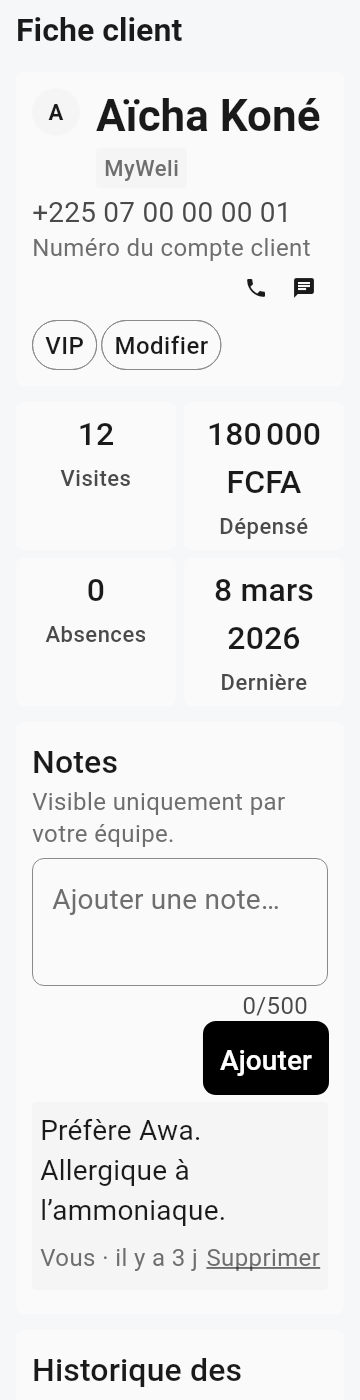 Fiche client
A
Aïcha Koné
MyWeli
+225 07 00 00 00 01
Numéro du compte client
VIP
Modifier
12
Visites
180 000
FCFA
Dépensé
0
Absences
8 mars
2026
Dernière
Notes
Visible uniquement par
votre équipe.
Ajouter une note…
0/500
Ajouter
Préfère Awa.
Allergique à
l’ammoniaque.
Vous · il y a 3 j Supprimer
Historique des